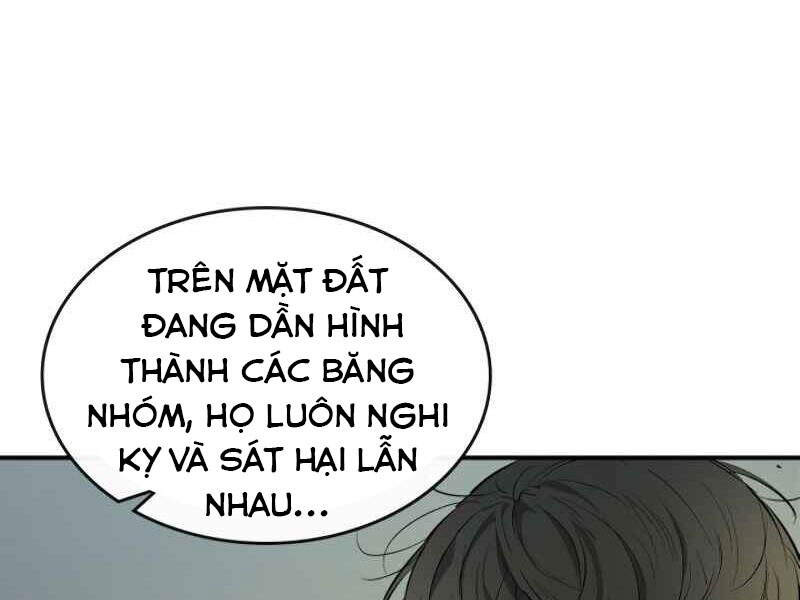 TRÊN MẶT ĐẤT
ĐANG DẦN HÌNH
THÀNH CÁC BĂNG
NHÓM, HỌ LUÔN NGHI
KỴ VÀ SÁT HẠI LẪN
NHAU...